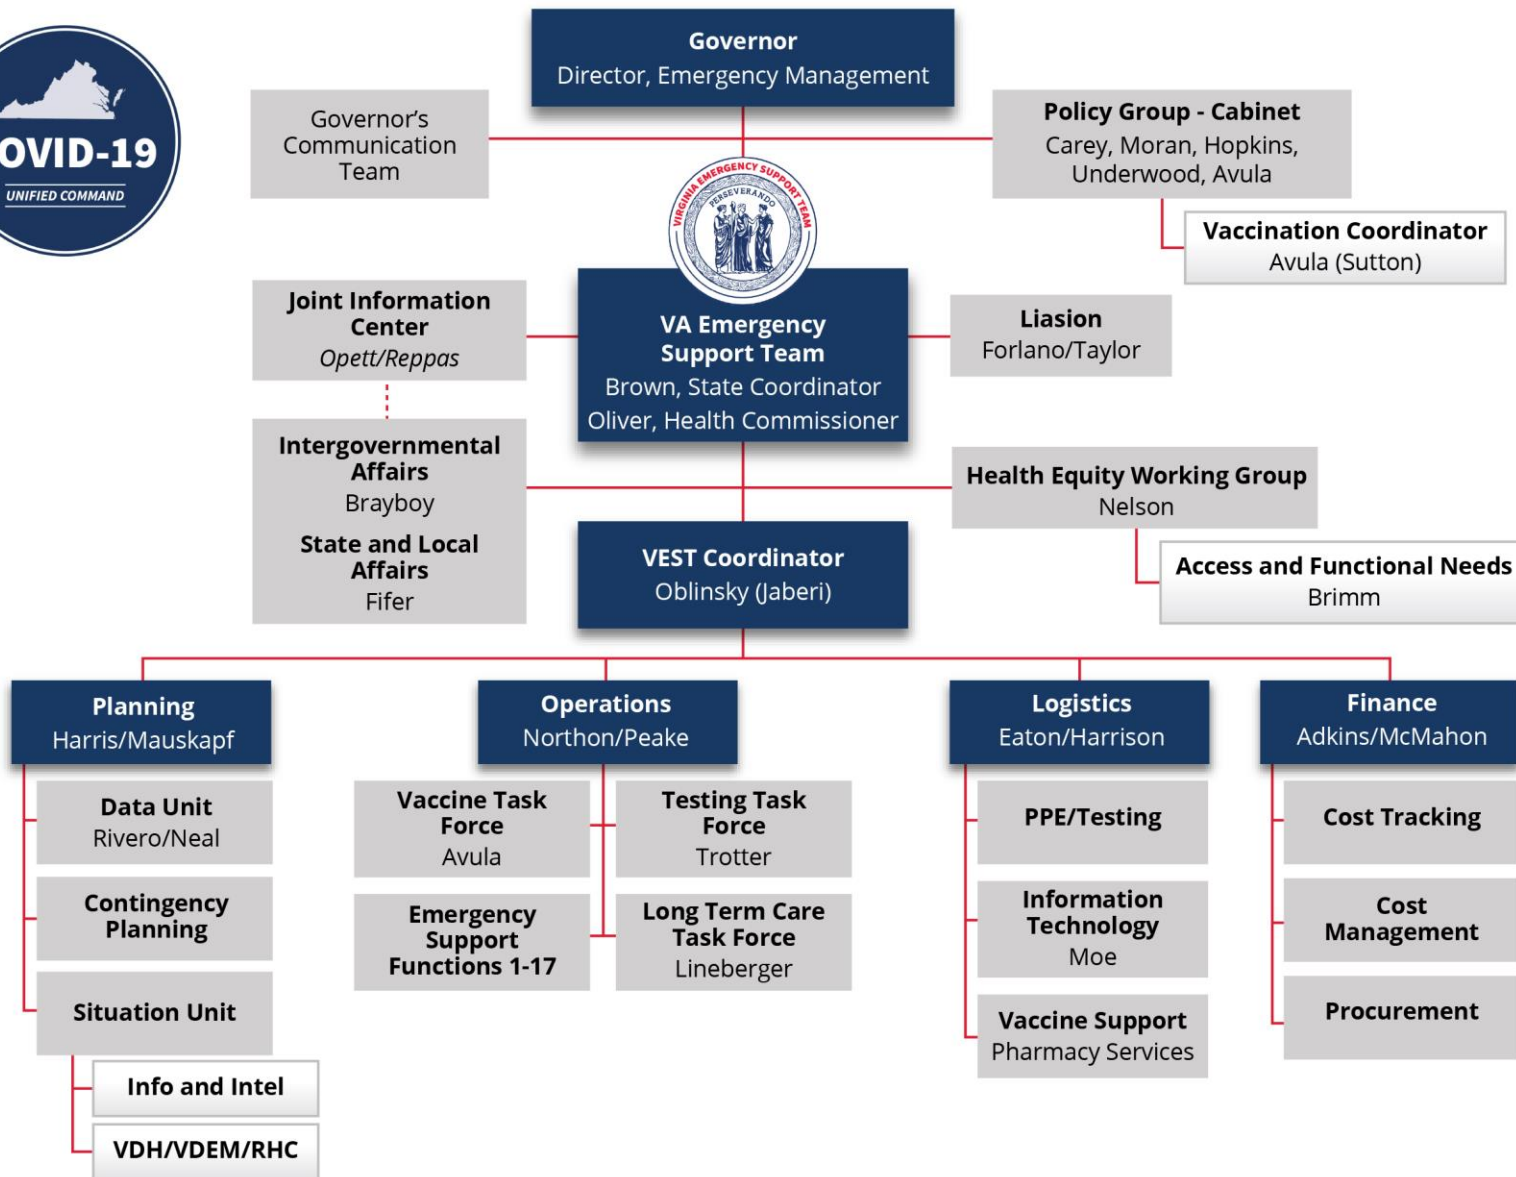 Governor
Director, Emergency Management
OVID-19
UNIFIED COMMAND
Governor's
Communication
Team
Policy Group - Cabinet
Carey, Moran, Hopkins,
Underwood, Avula
Vaccination Coordinator
Avula (Sutton)
VIRGINIA EMERGENCY SUPPORT TEAM
PERSEVERANDO
Joint Information
Center
Opett/Reppas
VA Emergency
Support Team
Brown, State Coordinator
Oliver, Health Commissioner
Liasion
Forlano/Taylor
Intergovernmental
Affairs
Brayboy
State and Local
Affairs
Fifer
Health Equity Working Group
Nelson
Access and Functional Needs
Brimm
VEST Coordinator
Oblinsky (Jaberi)
Planning
Harris/Mauskapf
Data Unit
Rivero/Neal
Contingency
Planning
Situation Unit
Info and Intel
VDH/VDEM/RHC
Operations
Northon/Peake
Vaccine Task
Force
Avula
Testing Task
Force
Trotter
Emergency
Support
Functions 1-17
Long Term Care
Task Force
Lineberger
Logistics
Eaton/Harrison
PPE/Testing
Information
Technology
Moe
Vaccine Support
Pharmacy Services
Finance
Adkins/McMahon
Cost Tracking
Cost
Management
Procurement